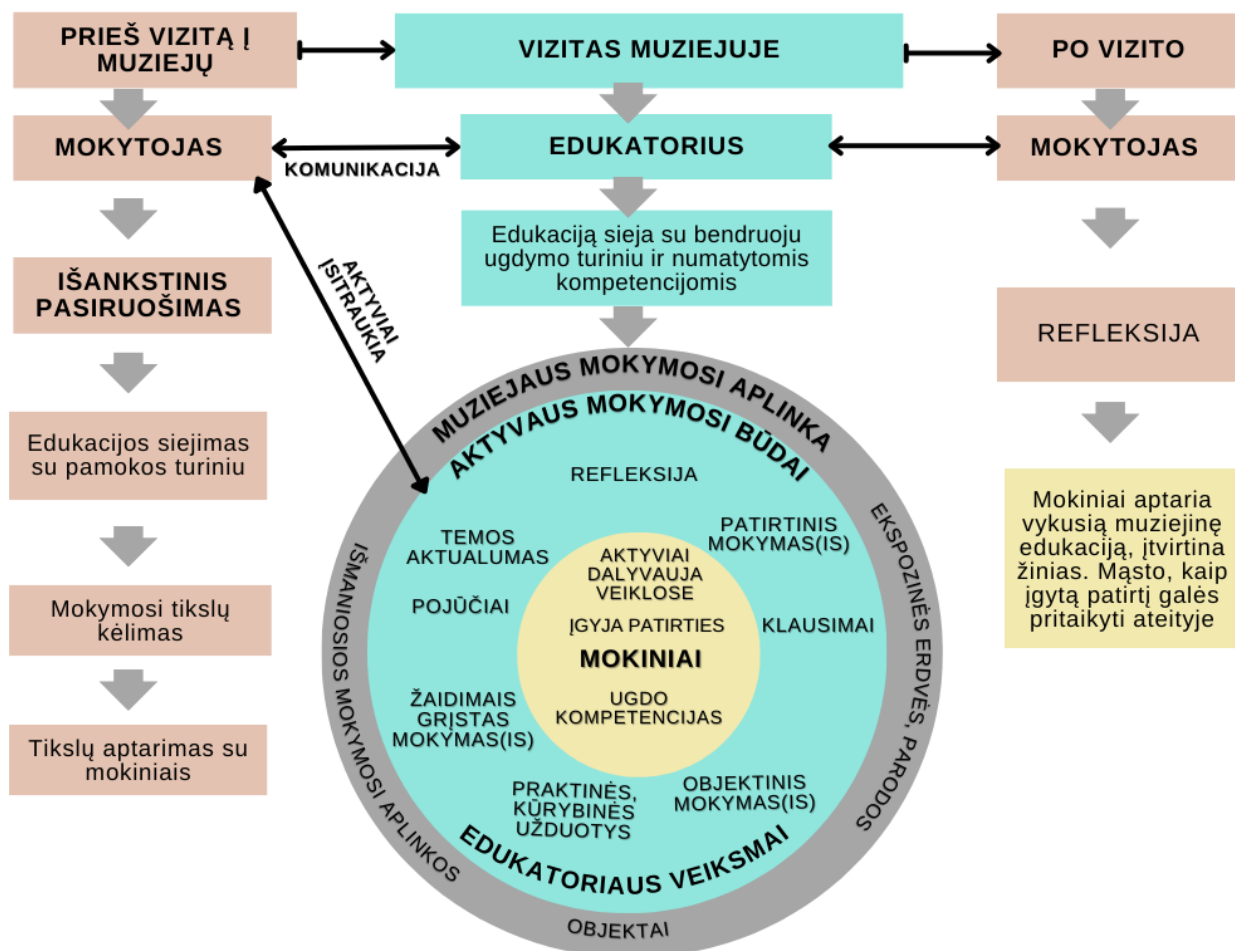 PRIEŠ VIZITĄ Į
MUZIEJŲ
VIZITAS MUZIEJUJE
PO VIZITO
MOKYTOJAS
KOMUNIKACIJA
EDUKATORIUS
MOKYTOJAS
IŠANKSTINIS
PASIRUOŠIMAS
Edukacijos siejimas
su pamokos turiniu
Mokymosi tikslų
kėlimas
Tikslų aptarimas su
mokiniais
AKTYVIAI
ĮSITRAUKIA
Edukaciją sieja su bendruoju
ugdymo turiniu ir numatytomis
kompetencijomis
MUZIEJAUS MOKYMOSI APLINKA
AKTYVAUS MOKYMOSI BŪDAI
REFLEKSIJA
TEMOS
AKTUALUMAS
PATIRTINIS
MOKYMAS(IS)
POJŪČIAI
KLAUSIMAI
AKTYVIAI
DALYVAUJA
VEIKLOSE
ĮGYJA PATIRTIES
MOKINIAI
UGDO
KOMPETENCIJAS
ŽAIDIMAIS
GRĮSTAS
MOKYMAS(IS)
PRAKTINĖS,
KŪRYBINĖS
UŽDUOTYS
OBJEKTINIS
MOKYMAS(IS)
EDUKATORIAUS VEIKSMAI
IŠMANIOSIOS MOKYMOSI APLINKOS
OBJEKTAI
EKSPOZINĖS ERDVĖS, PARODOS
REFLEKSIJA
Mokiniai aptaria
vykusią muziejinę
edukaciją, įtvirtina
žinias. Mąsto, kaip
įgytą patirtį galės
pritaikyti ateityje